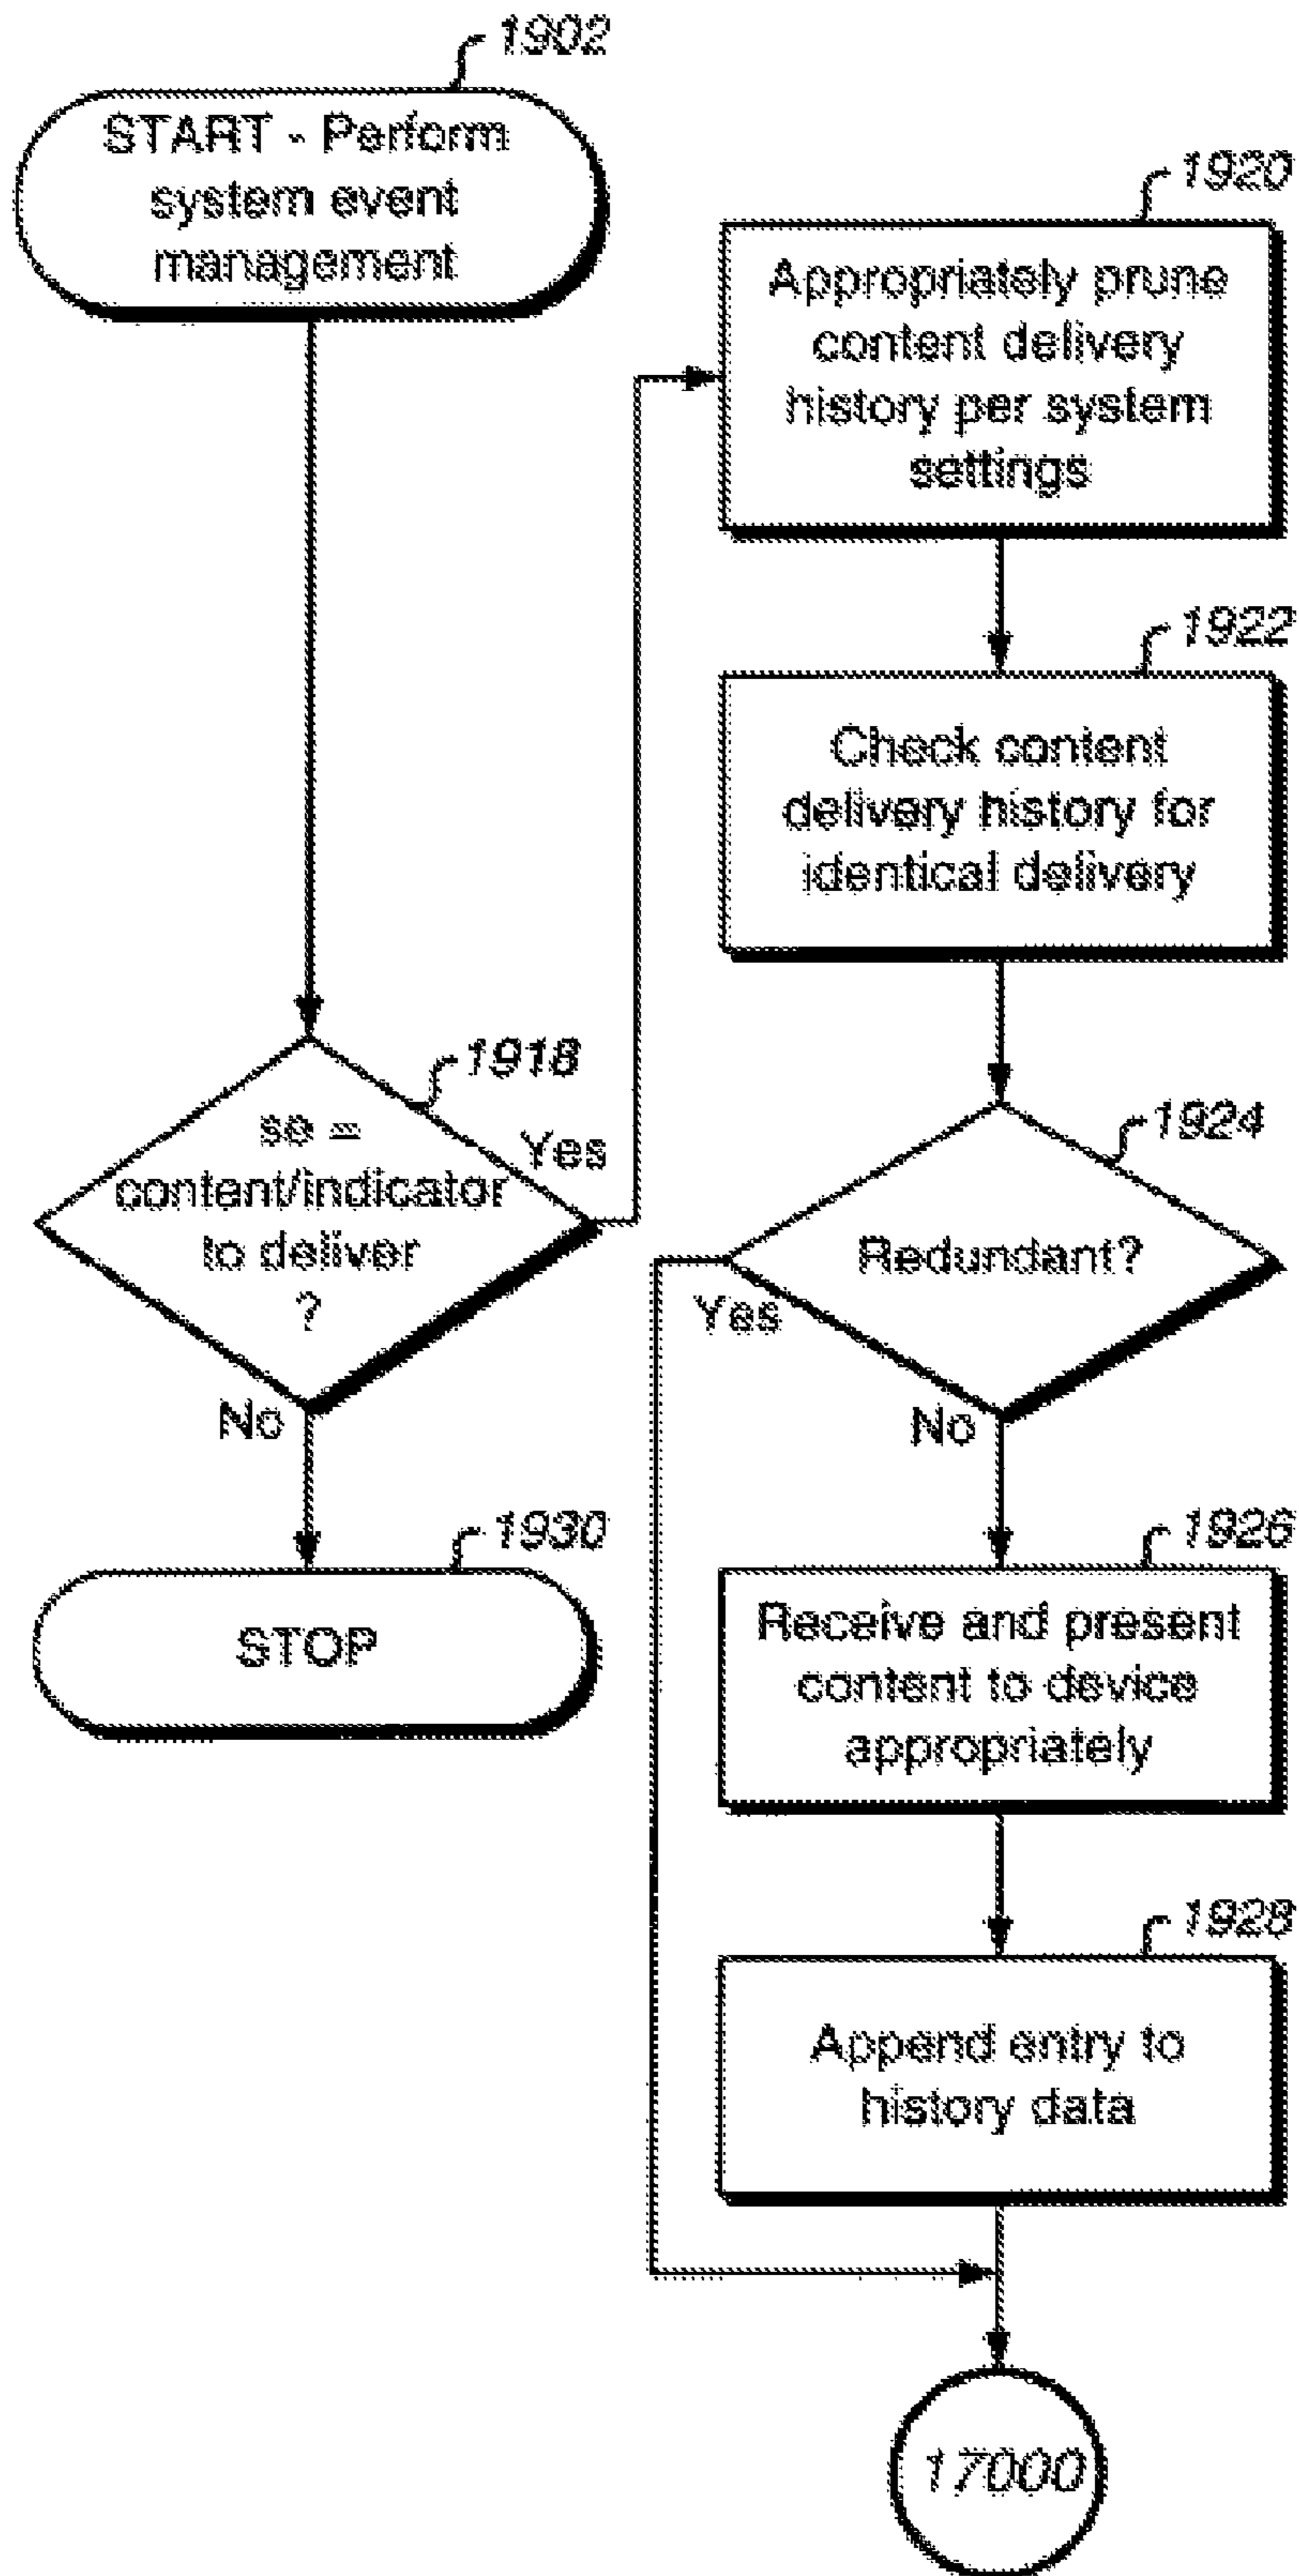 1902
START - Perform
system event
management
1918
se =
content/indicator
to deliver
?
Yes
No
1930
STOP
1920
Appropriately prune
content delivery
history per system
settings
1922
Check content
delivery history for
identical delivery
1924
Redundant?
Yes
No
1926
Receive and present
content to device
appropriately
1928
Append entry to
history data
17000